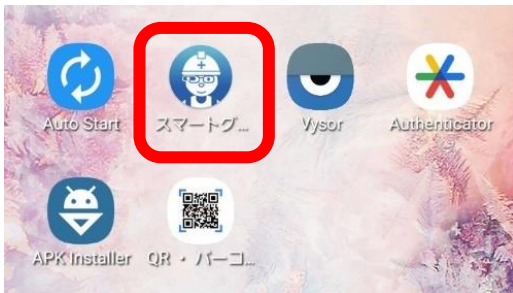 Auto Start
スマートグ...
Vysor
Authenticator
APK Installer
QR・バーコ...